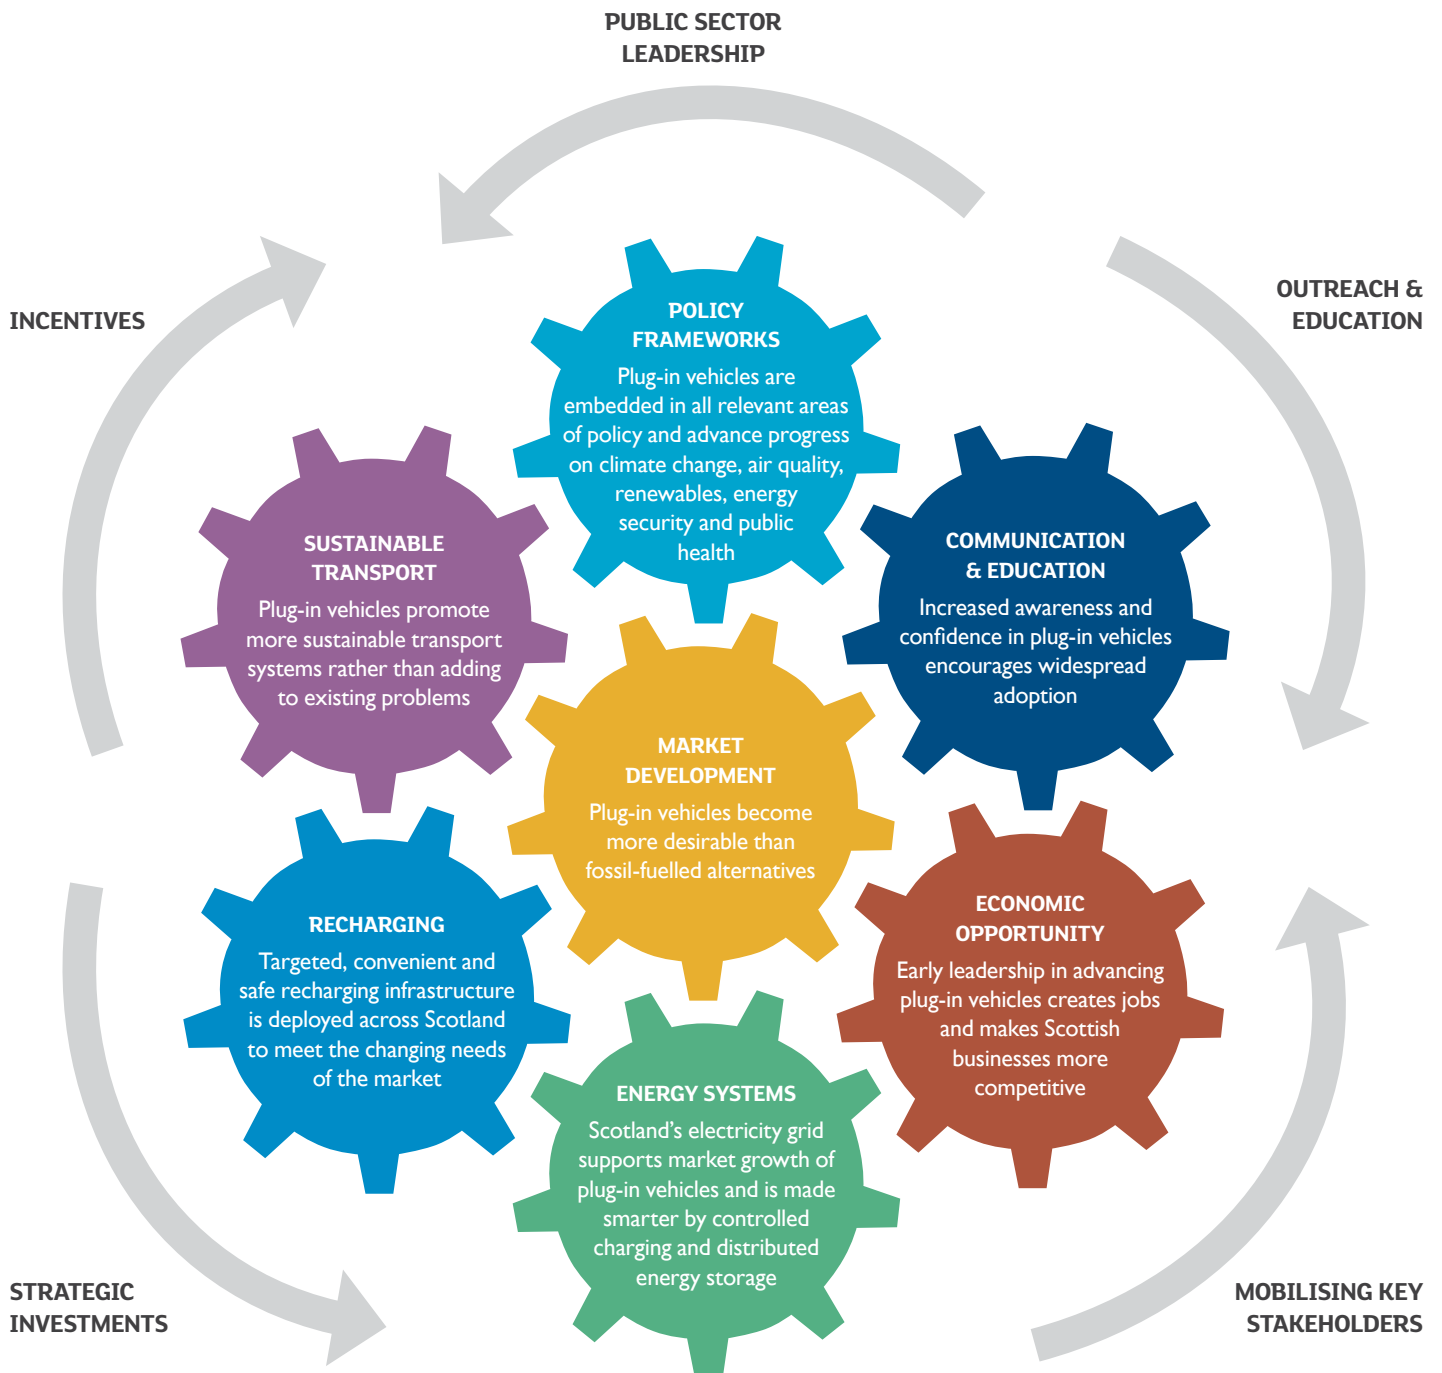 PUBLIC SECTOR
LEADERSHIP
INCENTIVES
OUTREACH &
EDUCATION
POLICY
FRAMEWORKS
Plug-in vehicles are
embedded in all relevant areas
of policy and advance progress
on climate change, air quality,
renewables, energy
security and public
health
SUSTAINABLE
TRANSPORT
Plug-in vehicles promote
more sustainable transport
systems rather than adding
to existing problems
COMMUNICATION
& EDUCATION
Increased awareness and
confidence in plug-in vehicles
encourages widespread
adoption
MARKET
DEVELOPMENT
Plug-in vehicles become
more desirable than
fossil-fuelled alternatives
RECHARGING
Targeted, convenient and
safe recharging infrastructure
is deployed across Scotland
to meet the changing needs
of the market
ECONOMIC
OPPORTUNITY
Early leadership in advancing
plug-in vehicles creates jobs
and makes Scottish
businesses more
competitive
ENERGY SYSTEMS
Scotland's electricity grid
supports market growth of
plug-in vehicles and is made
smarter by controlled
charging and distributed
energy storage
STRATEGIC
INVESTMENTS
MOBILISING KEY
STAKEHOLDERS